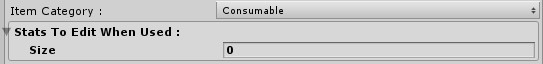 Item Category : Consumable
Stats To Edit When Used :
Size 0